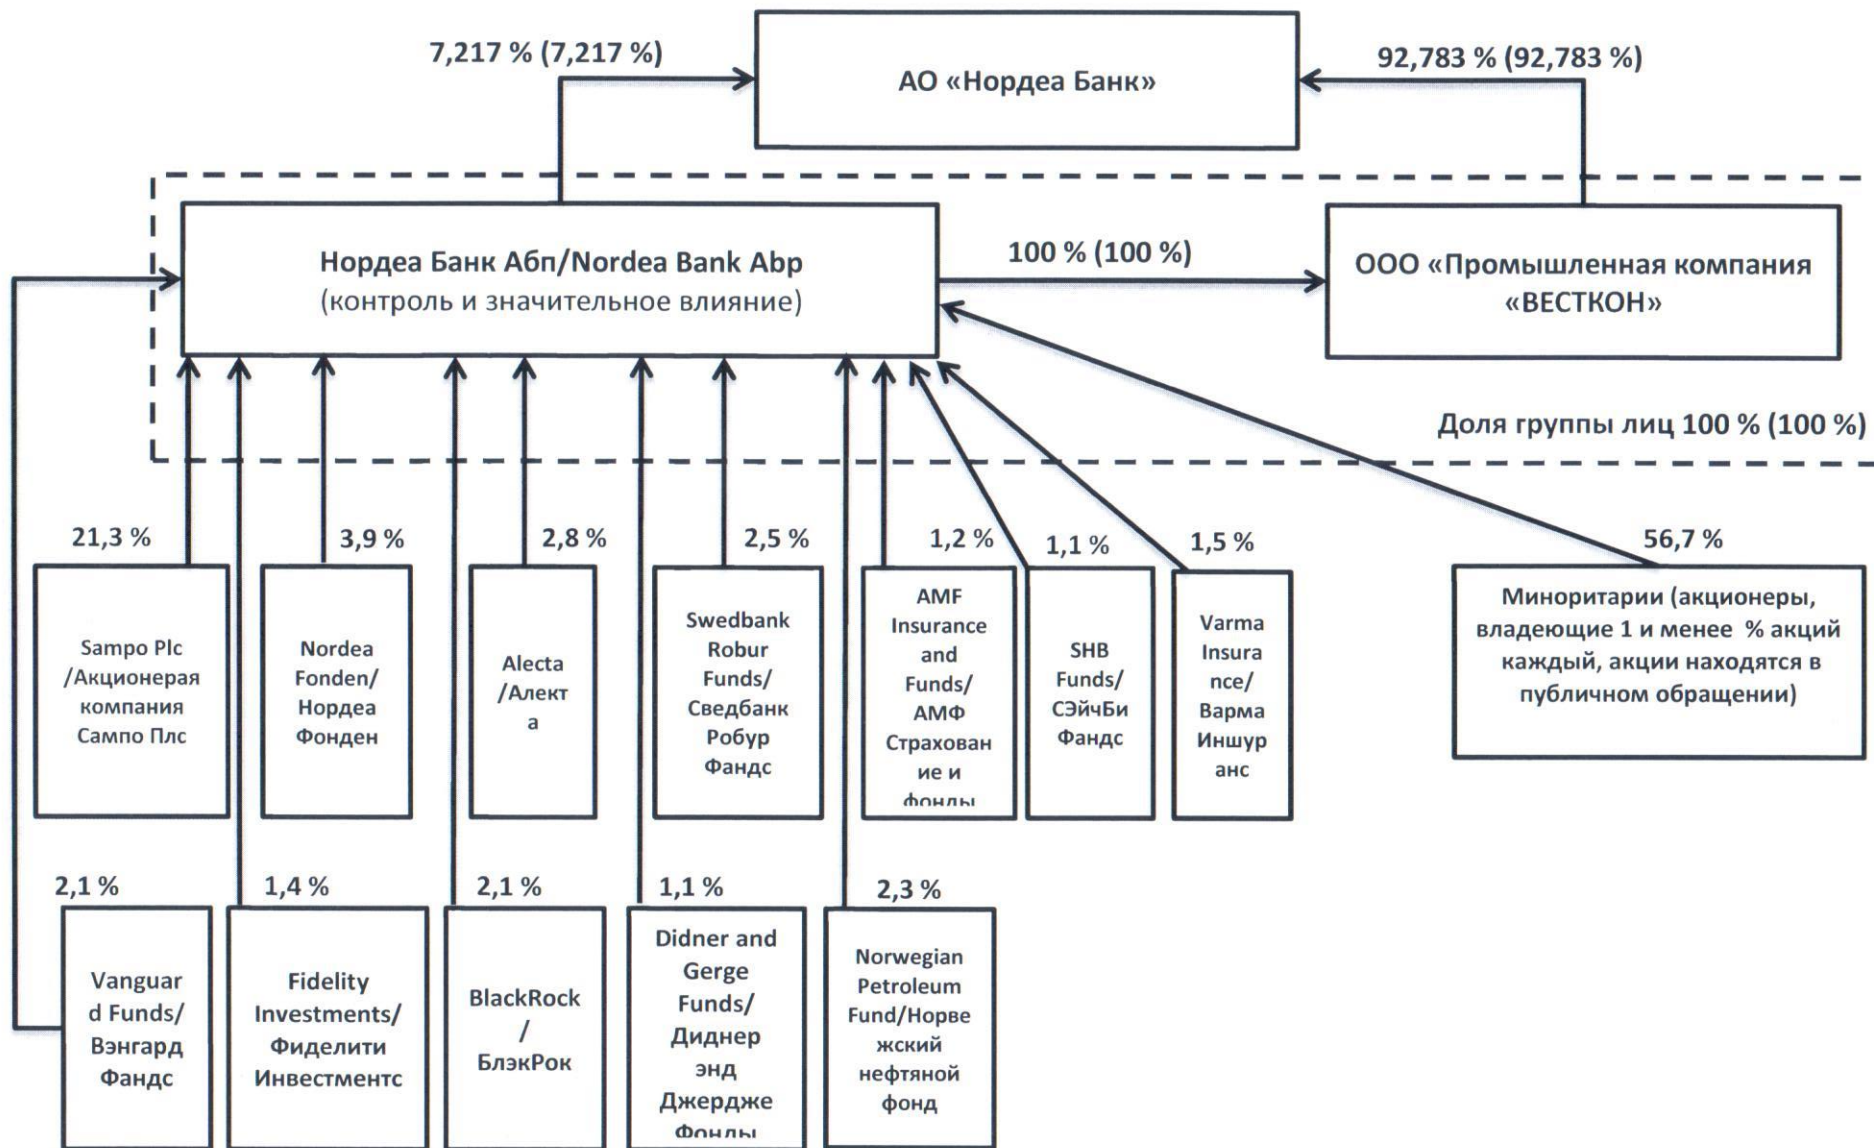 7,217 % (7,217 %)
АО «Нордеа Банк»
92,783 % (92,783 %)
Нордеа Банк Абп/Nordea Bank Abp
(контроль и значительное влияние)
100 % (100 %)
ООО «Промышленная компания
«ВЕСТКОН»
Доля группы лиц 100 % (100 %)
21,3 %
Sampo Plc
/Акционерая
компания
Сампо Плс
3,9 %
Nordea
Fonden/
Нордеа
Фонден
2,8 %
Alecta
/Алект
а
2,5 %
Swedbank
Robur
Funds/
Сведбанк
Робур
Фандс
1,2 %
AMF
Insurance
and
Funds/
АМФ
Страхован
ие и
фонды
1,1 %
SHB
Funds/
СЭйчБи
Фандс
1,5 %
Varma
Insura
nce/
Варма
Иншур
анс
56,7 %
Миноритарии (акционеры,
владеющие 1 и менее % акций
каждый, акции находятся в
публичном обращении)
2,1 %
Vanguar
d Funds/
Вэнгард
Фандс
1,4 %
Fidelity
Investments/
Фиделити
Инвестментс
2,1 %
BlackRock
/
БлэкРок
1,1 %
Didner and
Gerge
Funds/
Диднер
энд
Джердже
Фонды
2,3 %
Norwegian
Petroleum
Fund/Норве
жский
нефтяной
фонд